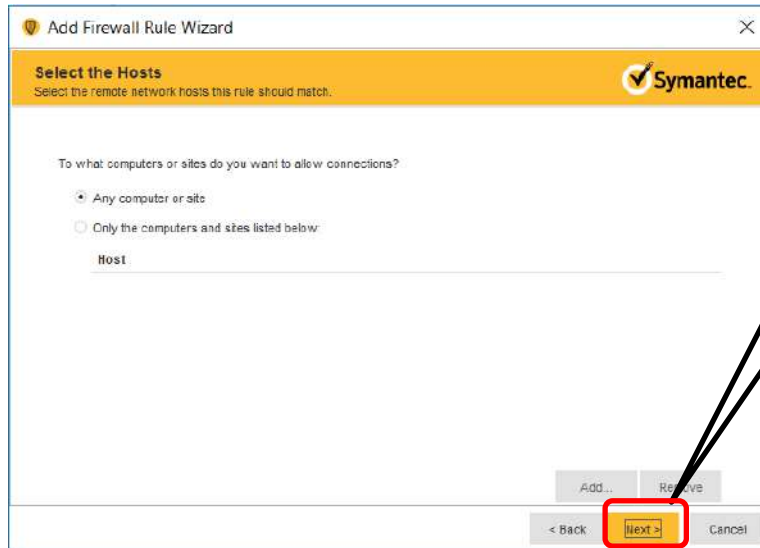 Add Firewall Rule Wizard
Select the Hosts
Select the remote network hosts this rule should match.
Symantec.
To what computers or sites do you want to allow connections?
Any computer or site
Only the computers and sites listed below:
Host
Add... Remove
< Back Next > Cancel